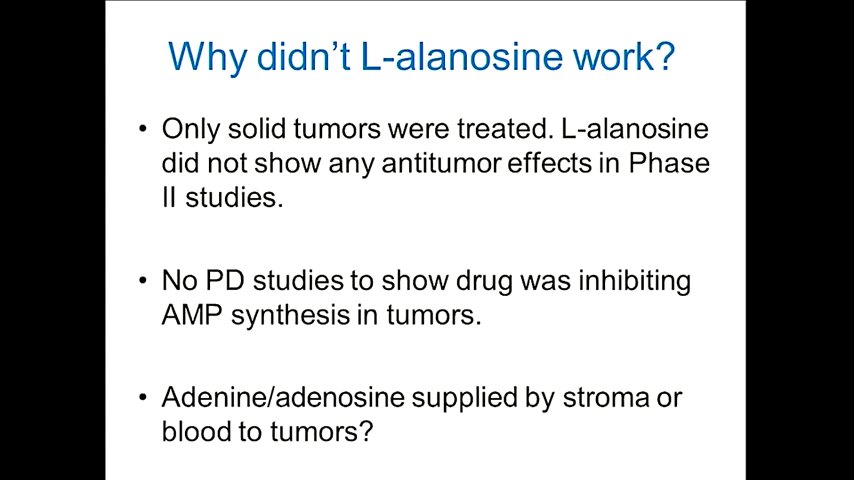 Why didn't L-alanosine work?
• Only solid tumors were treated. L-alanosine
did not show any antitumor effects in Phase
II studies.
• No PD studies to show drug was inhibiting
AMP synthesis in tumors.
• Adenine/adenosine supplied by stroma or
blood to tumors?